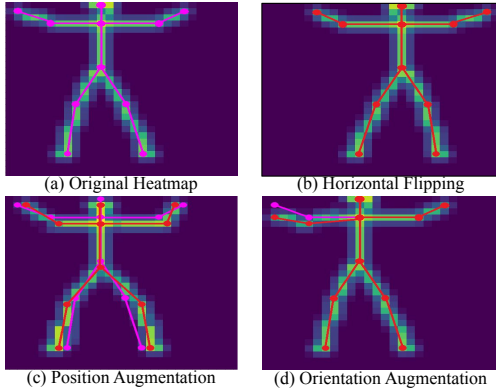 (a) Original Heatmap
(b) Horizontal Flipping
(c) Position Augmentation
(d) Orientation Augmentation